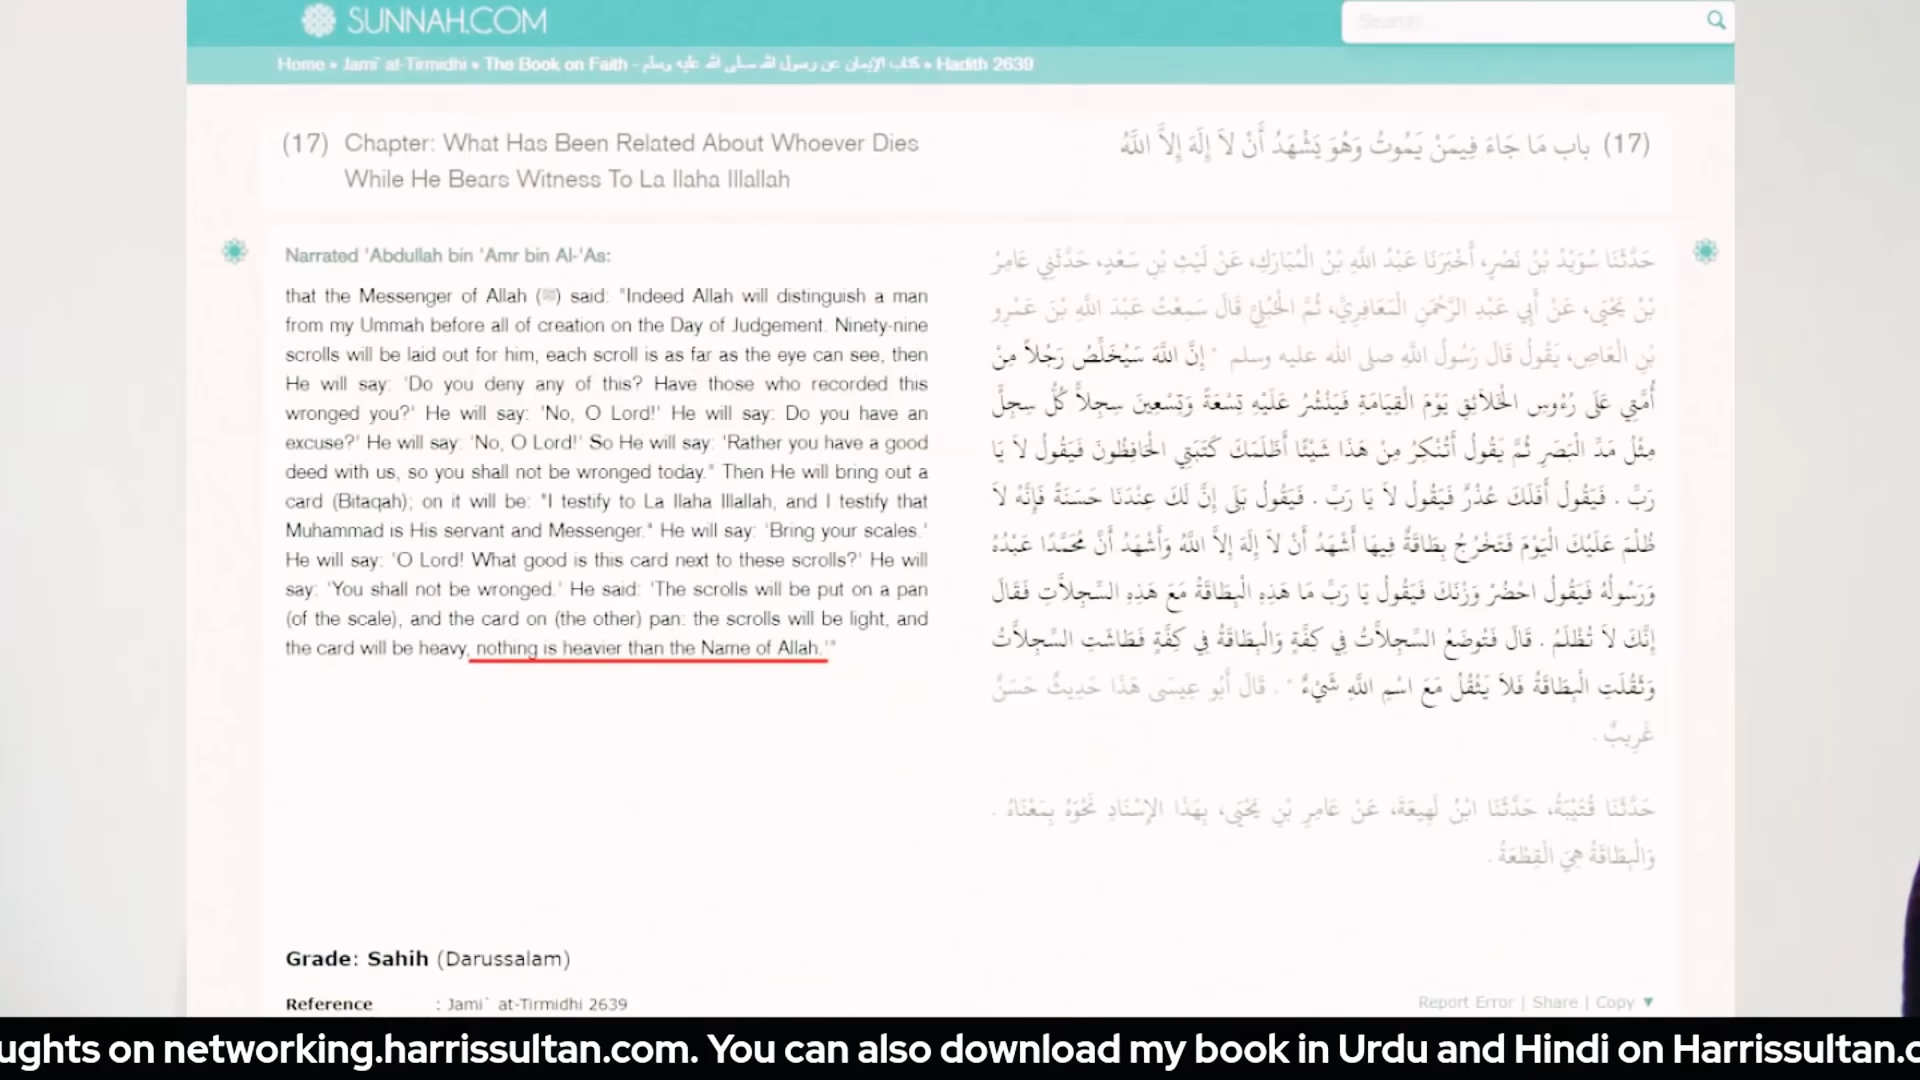 SUNNAH.COM
Search
Home » Jami` at-Tirmidhi » The Book on Faith - كتاب الإيمان عن رسول الله صلى الله عليه وسلم » Hadith 2639
(17) Chapter: What Has Been Related About Whoever Dies
While He Bears Witness To La Ilaha Illallah
(17) باب مَا جَاءَ فِيمَنْ يَمُوتُ وَهُوَ يَشْهَدُ أَنْ لاَ إِلَهَ إِلاَّ اللَّهُ
Narrated 'Abdullah bin 'Amr bin Al-'As:
that the Messenger of Allah (ﷺ) said: "Indeed Allah will distinguish a man
from my Ummah before all of creation on the Day of Judgement. Ninety-nine
scrolls will be laid out for him, each scroll is as far as the eye can see, then
He will say: 'Do you deny any of this? Have those who recorded this
wronged you?' He will say: 'No, O Lord!' He will say: Do you have an
excuse?' He will say: 'No, O Lord!' So He will say: 'Rather you have a good
deed with us, so you shall not be wronged today." Then He will bring out a
card (Bitaqah); on it will be: "I testify to La Ilaha Illallah, and I testify that
Muhammad is His servant and Messenger." He will say: 'Bring your scales.'
He will say: 'O Lord! What good is this card next to these scrolls?' He will
say: 'You shall not be wronged.' He said: 'The scrolls will be put on a pan
(of the scale), and the card on (the other) pan: the scrolls will be light, and
the card will be heavy, nothing is heavier than the Name of Allah.'"
حَدَّثَنَا سُوَيْدُ بْنُ نَصْرٍ، أَخْبَرَنَا عَبْدُ اللَّهِ بْنُ الْمُبَارَكِ، عَنْ لَيْثِ بْنِ سَعْدٍ، حَدَّثَنِي عَامِرُ
بْنُ يَحْيَى، عَنْ أَبِي عَبْدِ الرَّحْمَنِ الْمَعَافِرِيِّ، ثُمَّ الْحُبُلِيِّ قَالَ سَمِعْتُ عَبْدَ اللَّهِ بْنَ عَمْرِو
بْنِ الْعَاصِ، يَقُولُ قَالَ رَسُولُ اللَّهِ صلى الله عليه وسلم " إِنَّ اللَّهَ سَيُخَلِّصُ رَجُلاً مِنْ
أُمَّتِي عَلَى رُءُوسِ الْخَلاَئِقِ يَوْمَ الْقِيَامَةِ فَيَنْشُرُ عَلَيْهِ تِسْعَةً وَتِسْعِينَ سِجِلاًّ كُلُّ سِجِلٍّ
مِثْلُ مَدِّ الْبَصَرِ ثُمَّ يَقُولُ أَتُنْكِرُ مِنْ هَذَا شَيْئًا أَظَلَمَكَ كَتَبَتِي الْحَافِظُونَ فَيَقُولُ لاَ يَا
رَبِّ . فَيَقُولُ أَفَلَكَ عُذْرٌ فَيَقُولُ لاَ يَا رَبِّ . فَيَقُولُ بَلَى إِنَّ لَكَ عِنْدَنَا حَسَنَةً فَإِنَّهُ لاَ
ظُلْمَ عَلَيْكَ الْيَوْمَ فَتَخْرُجُ بِطَاقَةٌ فِيهَا أَشْهَدُ أَنْ لاَ إِلَهَ إِلاَّ اللَّهُ وَأَشْهَدُ أَنَّ مُحَمَّدًا عَبْدُهُ
وَرَسُولُهُ فَيَقُولُ احْضُرْ وَزْنَكَ فَيَقُولُ يَا رَبِّ مَا هَذِهِ الْبِطَاقَةُ مَعَ هَذِهِ السِّجِلاَّتِ فَقَالَ
إِنَّكَ لاَ تُظْلَمُ . قَالَ فَتُوضَعُ السِّجِلاَّتُ فِي كِفَّةٍ وَالْبِطَاقَةُ فِي كِفَّةٍ فَطَاشَتِ السِّجِلاَّتُ
وَثَقُلَتِ الْبِطَاقَةُ فَلاَ يَثْقُلُ مَعَ اسْمِ اللَّهِ شَيْءٌ " . قَالَ أَبُو عِيسَى هَذَا حَدِيثٌ حَسَنٌ
غَرِيبٌ .
حَدَّثَنَا قُتَيْبَةُ، حَدَّثَنَا ابْنُ لَهِيعَةَ، عَنْ عَامِرِ بْنِ يَحْيَى، بِهَذَا الإِسْنَادِ نَحْوَهُ بِمَعْنَاهُ .
وَالْبِطَاقَةُ هِيَ الْقِطْعَةُ .
Grade: Sahih (Darussalam)
Reference : Jami` at-Tirmidhi 2639
Report Error | Share | Copy ▼
ughts on networking.harrissultan.com. You can also download my book in Urdu and Hindi on Harrissultan.c